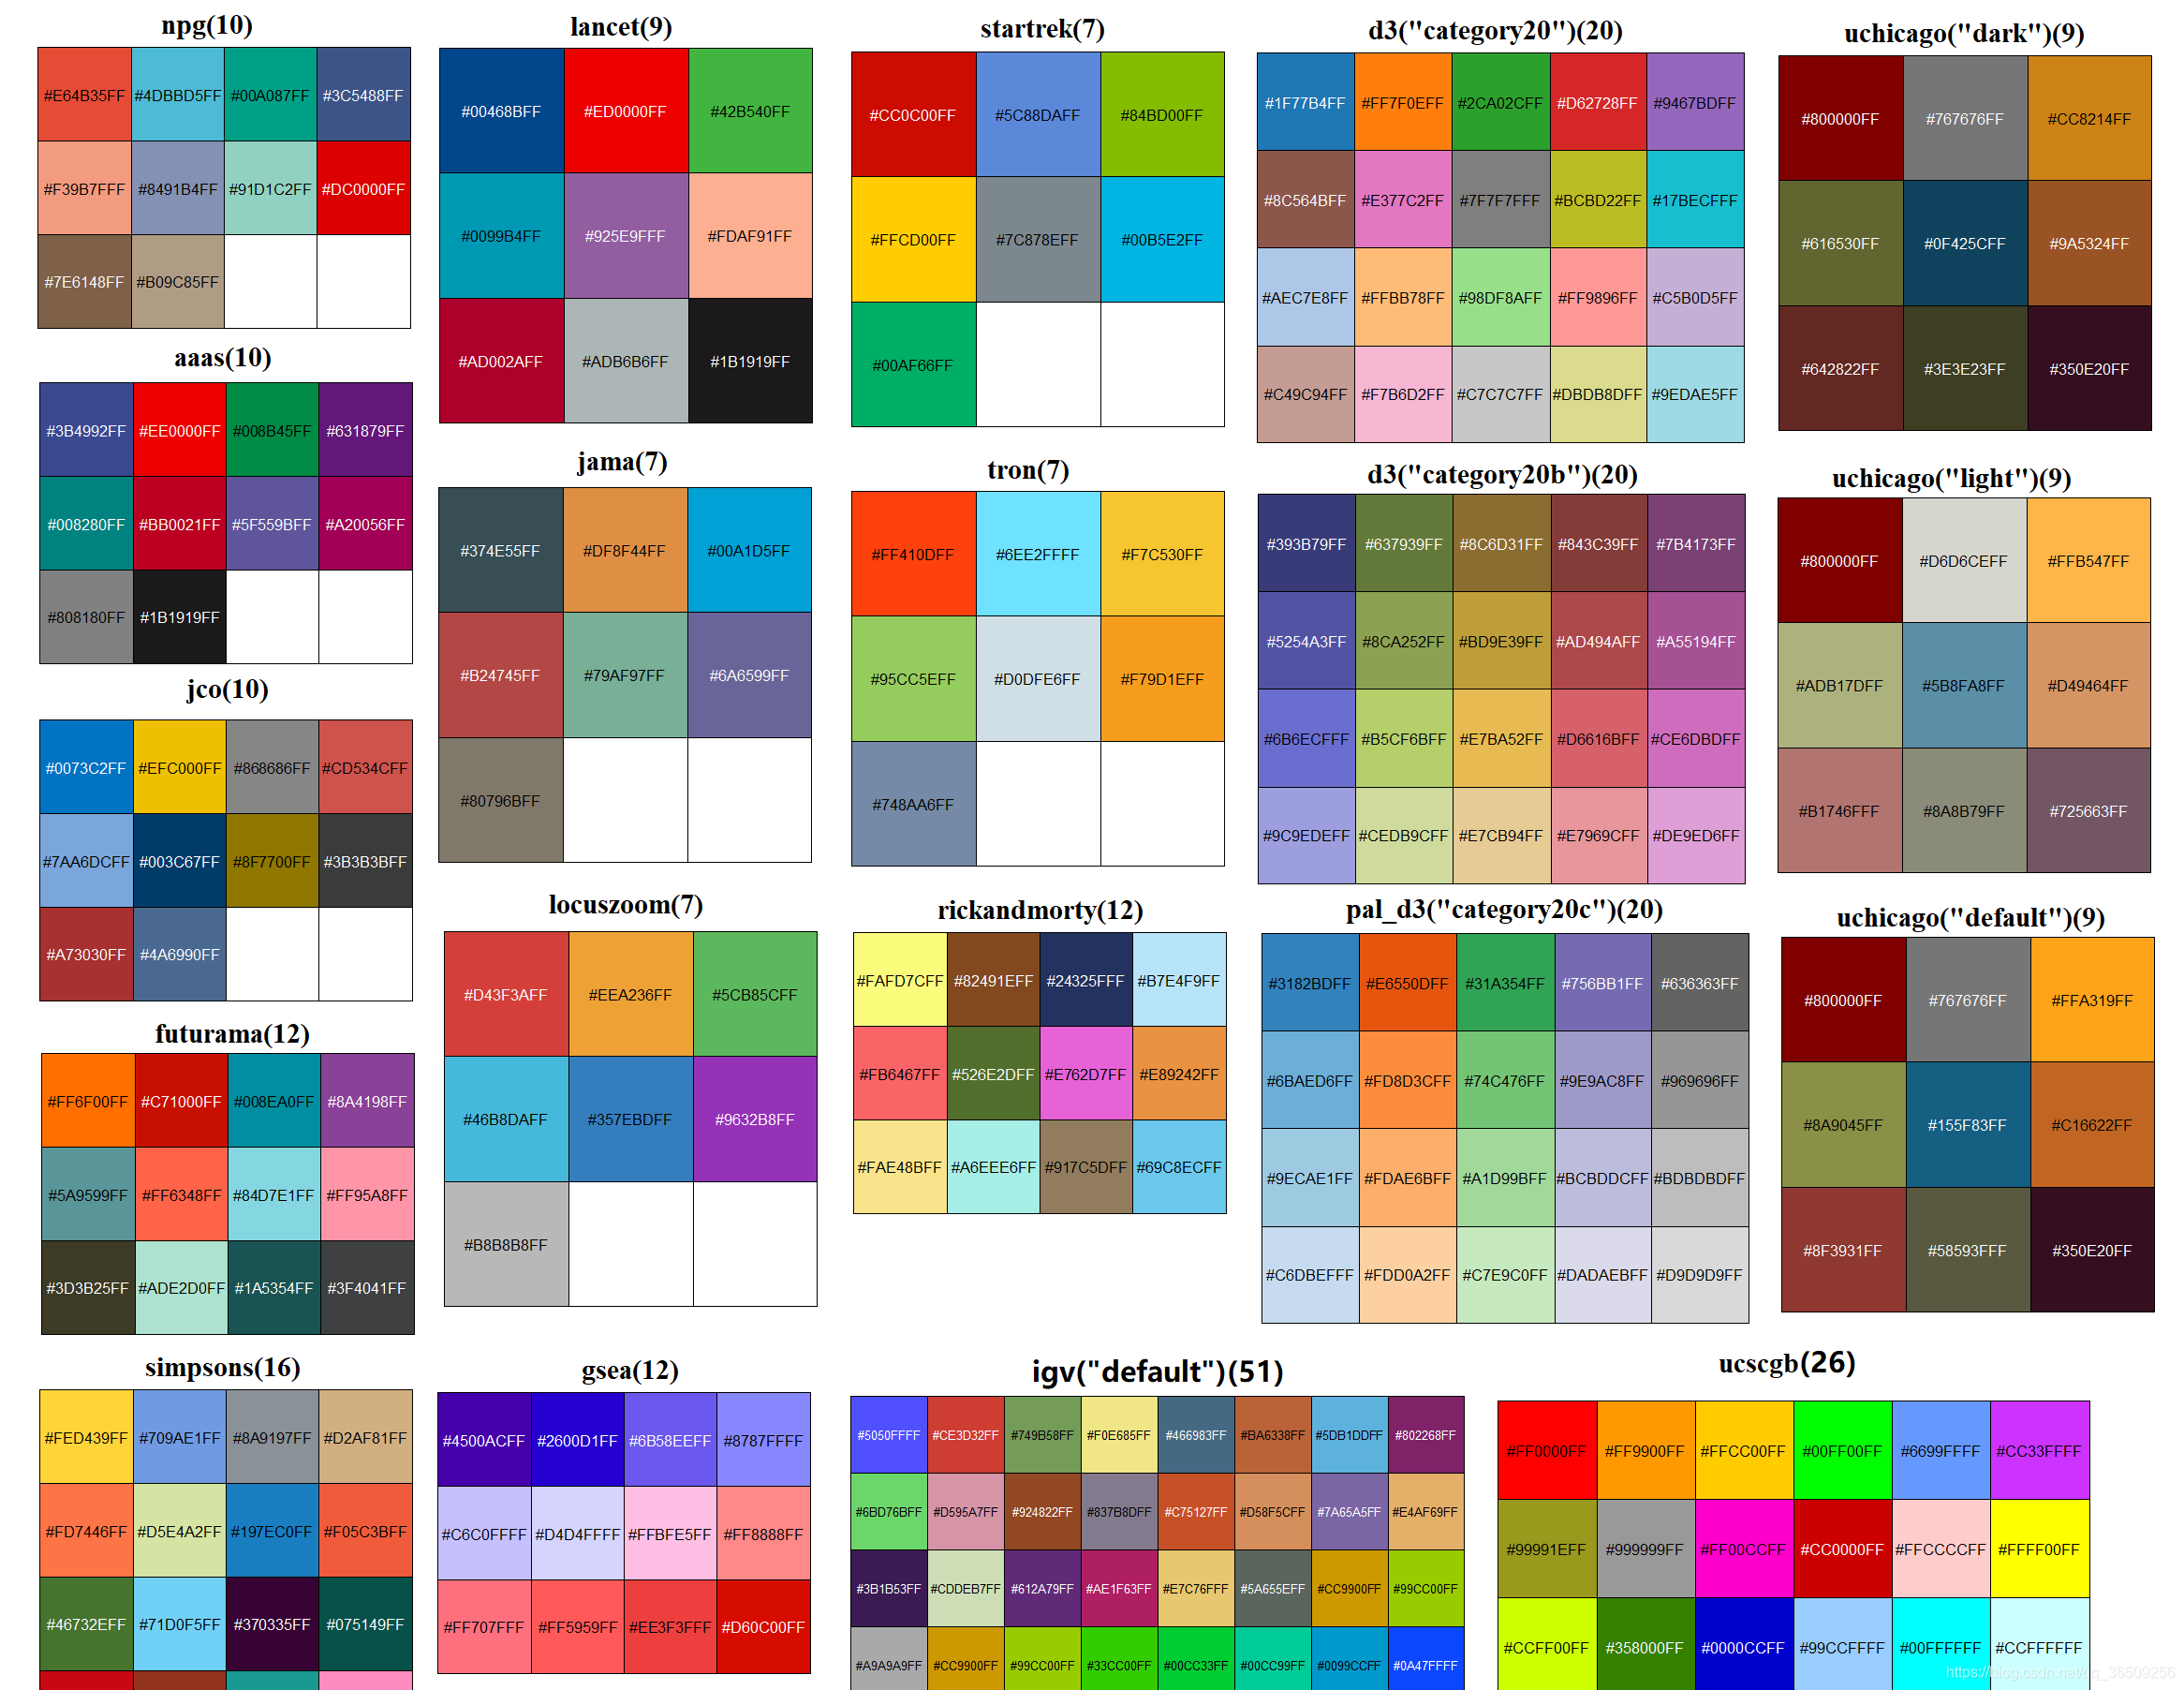 npg(10)
#E64B35FF #4DBBD5FF #00A087FF #3C5488FF
#F39B7FFF #8491B4FF #91D1C2FF #DC0000FF
#7E6148FF #B09C85FF
aaas(10)
#3B4992FF #EE0000FF #008B45FF #631879FF
#008280FF #BB0021FF #5F559BFF #A20056FF
#808180FF #1B1919FF
jco(10)
#0073C2FF #EFC000FF #868686FF #CD534CFF
#7AA6DCFF #003C67FF #8F7700FF #3B3B3BFF
#A73030FF #4A6990FF
futurama(12)
#FF6F00FF #C71000FF #008EA0FF #8A4198FF
#5A9599FF #FF6348FF #84D7E1FF #FF95A8FF
#3D3B25FF #ADE2D0FF #1A5354FF #3F4041FF
simpsons(16)
#FED439FF #709AE1FF #8A9197FF #D2AF81FF
#FD7446FF #D5E4A2FF #197EC0FF #F05C3BFF
#46732EFF #71D0F5FF #370335FF #075149FF
lancet(9)
#00468BFF #ED0000FF #42B540FF
#0099B4FF #925E9FFF #FDAF91FF
#AD002AFF #ADB6B6FF #1B1919FF
jama(7)
#374E55FF #DF8F44FF #00A1D5FF
#B24745FF #79AF97FF #6A6599FF
#80796BFF
locuszoom(7)
#D43F3AFF #EEA236FF #5CB85CFF
#46B8DAFF #357EBDFF #9632B8FF
#B8B8B8FF
gsea(12)
#4500ACFF #2600D1FF #6B58EEFF #8787FFFF
#C6C0FFFF #D4D4FFFF #FFBFE5FF #FF8888FF
#FF707FFF #FF5959FF #EE3F3FFF #D60C00FF
startrek(7)
#CC0C00FF #5C88DAFF #84BD00FF
#FFCD00FF #7C878EFF #00B5E2FF
#00AF66FF
tron(7)
#FF410DFF #6EE2FFFF #F7C530FF
#95CC5EFF #D0DFE6FF #F79D1EFF
#748AA6FF
rickandmorty(12)
#FAFD7CFF #82491EFF #24325FFF #B7E4F9FF
#FB6467FF #526E2DFF #E762D7FF #E89242FF
#FAE48BFF #A6EEE6FF #917C5DFF #69C8ECFF
igv("default")(51)
#5050FFFF #CE3D32FF #749B58FF #F0E685FF #466983FF #BA6338FF #5DB1DDFF #802268FF
#6BD76BFF #D595A7FF #924822FF #837B8DFF #C75127FF #D58F5CFF #7A65A5FF #E4AF69FF
#3B1B53FF #CDDEB7FF #612A79FF #AE1F63FF #E7C76FFF #5A655EFF #CC9900FF #99CC00FF
#A9A9A9FF #CC9900FF #99CC00FF #33CC00FF #00CC33FF #00CC99FF #0099CCFF #0A47FFFF
d3("category20")(20)
#1F77B4FF #FF7F0EFF #2CA02CFF #D62728FF #9467BDFF
#8C564BFF #E377C2FF #7F7F7FFF #BCBD22FF #17BECFFF
#AEC7E8FF #FFBB78FF #98DF8AFF #FF9896FF #C5B0D5FF
#C49C94FF #F7B6D2FF #C7C7C7FF #DBDB8DFF #9EDAE5FF
d3("category20b")(20)
#393B79FF #637939FF #8C6D31FF #843C39FF #7B4173FF
#5254A3FF #8CA252FF #BD9E39FF #AD494AFF #A55194FF
#6B6ECFFF #B5CF6BFF #E7BA52FF #D6616BFF #CE6DBDFF
#9C9EDEFF #CEDB9CFF #E7CB94FF #E7969CFF #DE9ED6FF
pal_d3("category20c")(20)
#3182BDFF #E6550DFF #31A354FF #756BB1FF #636363FF
#6BAED6FF #FD8D3CFF #74C476FF #9E9AC8FF #969696FF
#9ECAE1FF #FDAE6BFF #A1D99BFF #BCBDDCFF #BDBDBDFF
#C6DBEFFF #FDD0A2FF #C7E9C0FF #DADAEBFF #D9D9D9FF
uchicago("dark")(9)
#800000FF #767676FF #CC8214FF
#616530FF #0F425CFF #9A5324FF
#642822FF #3E3E23FF #350E20FF
uchicago("light")(9)
#800000FF #D6D6CEFF #FFB547FF
#ADB17DFF #5B8FA8FF #D49464FF
#B1746FFF #8A8B79FF #725663FF
uchicago("default")(9)
#800000FF #767676FF #FFA319FF
#8A9045FF #155F83FF #C16622FF
#8F3931FF #58593FFF #350E20FF
ucscgb(26)
#FF0000FF #FF9900FF #FFCC00FF #00FF00FF #6699FFFF #CC33FFFF
#99991EFF #999999FF #FF00CCFF #CC0000FF #FFCCCCFF #FFFF00FF
#CCFF00FF #358000FF #0000CCFF #99CCFFFF #00FFFFFF #CCFFFFFF
https://blog.csdn.net/qq_36509256